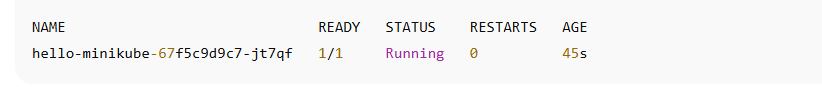 NAME                                READY   STATUS    RESTARTS   AGE
hello-minikube-67f5c9d9c7-jt7qf   1/1     Running   0          45s